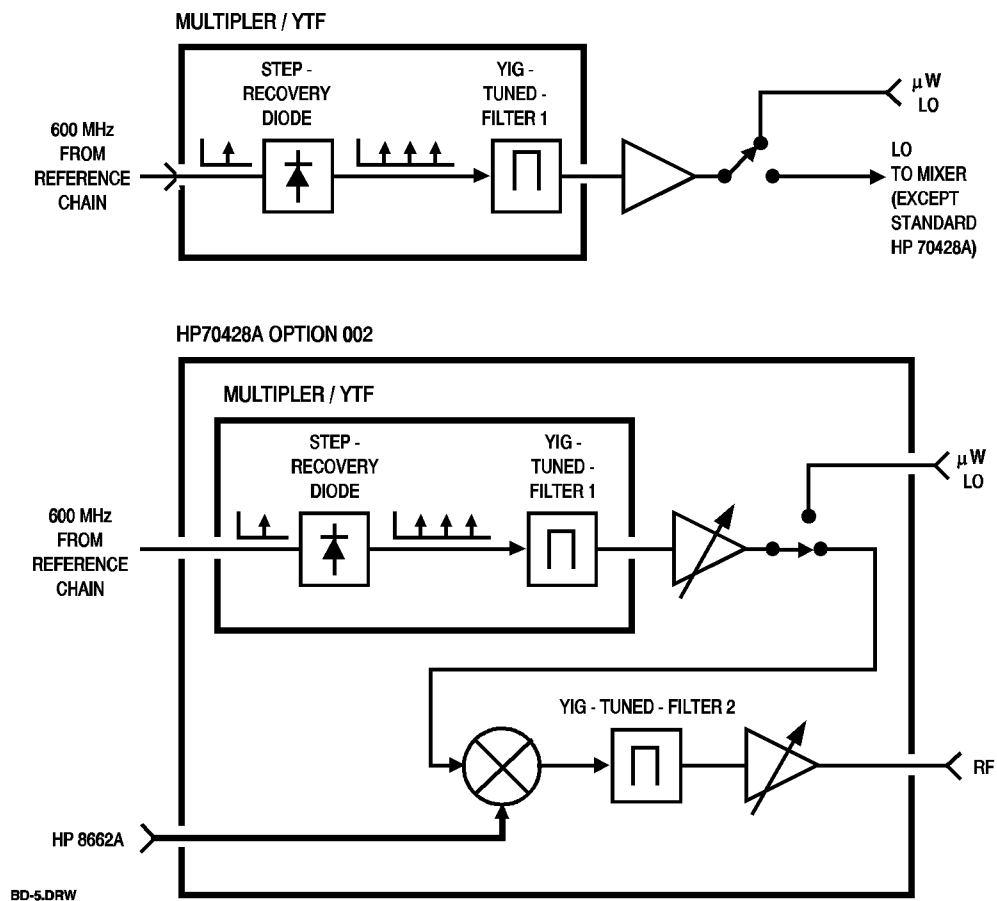 MULTIPLER / YTF
STEP -
RECOVERY
DIODE
YIG -
TUNED -
FILTER 1
600 MHz
FROM
REFERENCE
CHAIN
μW
LO
LO
TO MIXER
(EXCEPT
STANDARD
HP 70428A)
HP70428A OPTION 002
MULTIPLER / YTF
STEP -
RECOVERY
DIODE
YIG -
TUNED -
FILTER 1
600 MHz
FROM
REFERENCE
CHAIN
μW
LO
YIG - TUNED - FILTER 2
RF
HP 8662A
BD-5.DRW